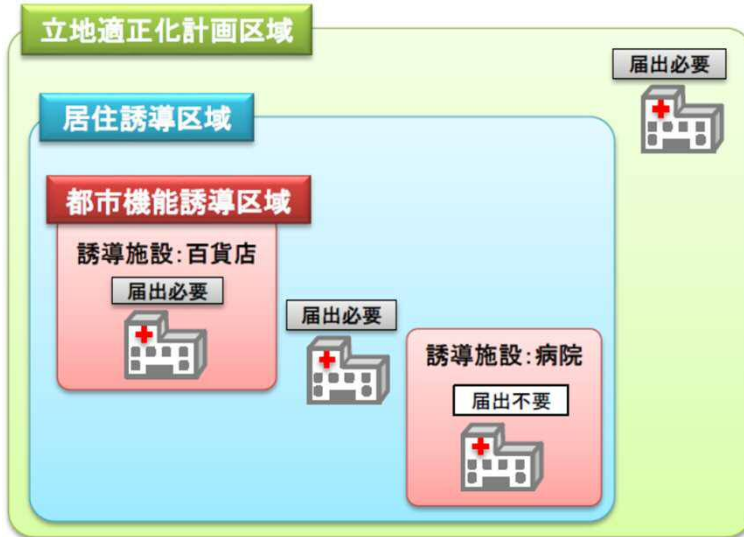 立地適正化計画区域
届出必要
居住誘導区域
都市機能誘導区域
誘導施設:百貨店
届出必要
届出必要
誘導施設:病院
届出不要